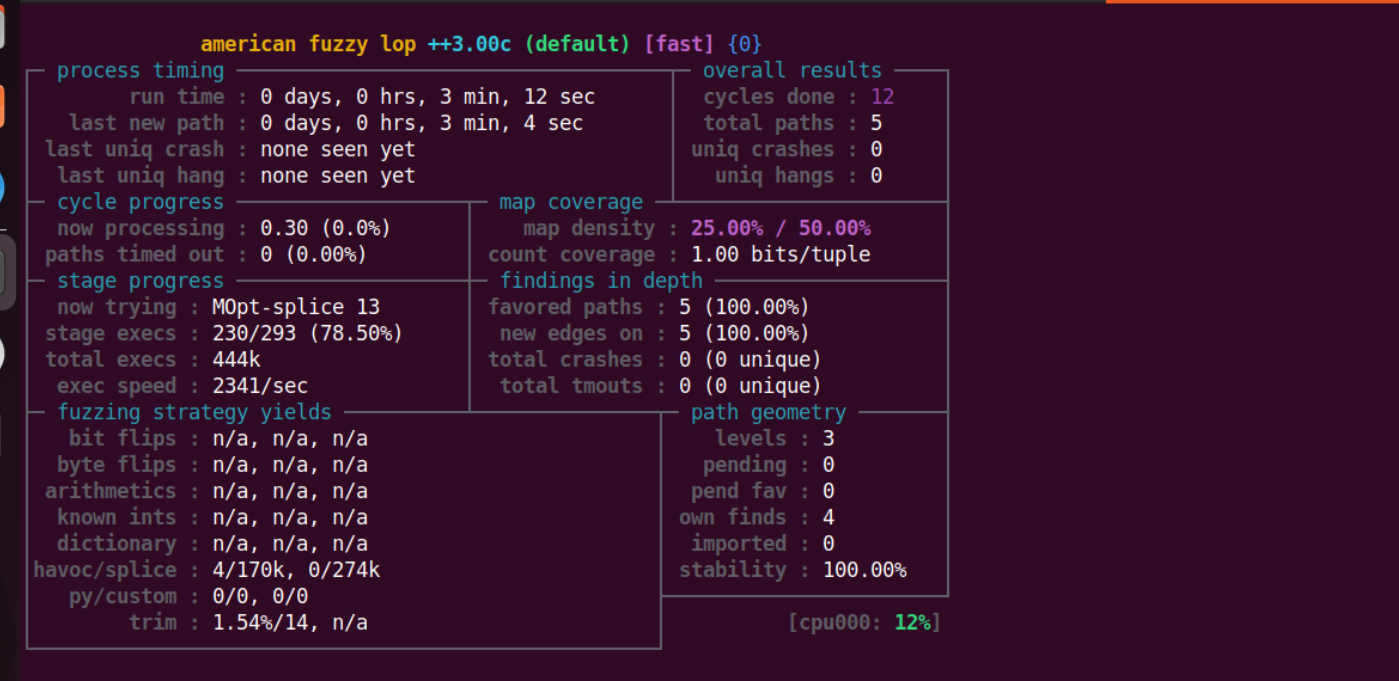 american fuzzy lop ++3.00c (default) [fast] {0}
process timing overall results
run time : 0 days, 0 hrs, 3 min, 12 sec cycles done : 12
last new path : 0 days, 0 hrs, 3 min, 4 sec total paths : 5
last uniq crash : none seen yet uniq crashes : 0
last uniq hang : none seen yet uniq hangs : 0
cycle progress map coverage
now processing : 0.30 (0.0%) map density : 25.00% / 50.00%
paths timed out : 0 (0.00%) count coverage : 1.00 bits/tuple
stage progress findings in depth
now trying : MOpt-splice 13 favored paths : 5 (100.00%)
stage execs : 230/293 (78.50%) new edges on : 5 (100.00%)
total execs : 444k total crashes : 0 (0 unique)
exec speed : 2341/sec total tmouts : 0 (0 unique)
fuzzing strategy yields path geometry
bit flips : n/a, n/a, n/a levels : 3
byte flips : n/a, n/a, n/a pending : 0
arithmetics : n/a, n/a, n/a pend fav : 0
known ints : n/a, n/a, n/a own finds : 4
dictionary : n/a, n/a, n/a imported : 0
havoc/splice : 4/170k, 0/274k stability : 100.00%
py/custom : 0/0, 0/0
trim : 1.54%/14, n/a [cpu000: 12%]